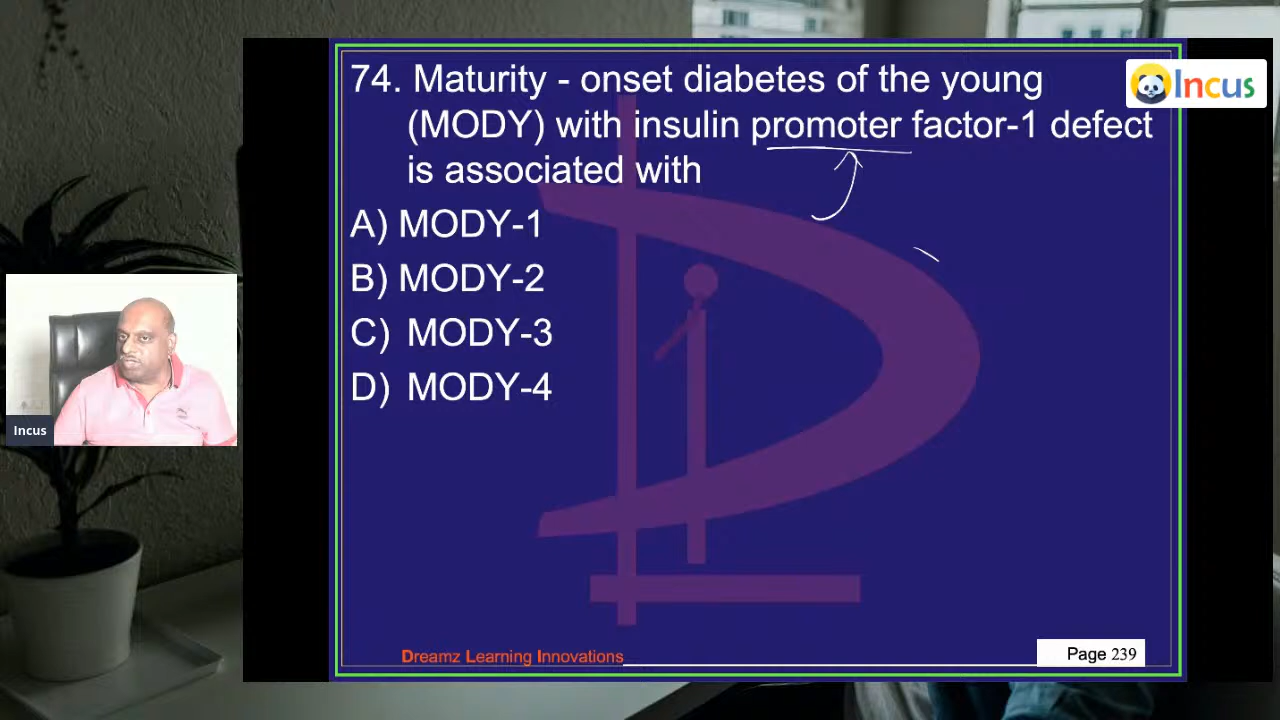 74. Maturity - onset diabetes of the young
(MODY) with insulin promoter factor-1 defect
is associated with
A) MODY-1
B) MODY-2
C) MODY-3
D) MODY-4
Incus
Incus
Dreamz Learning Innovations
Page 239